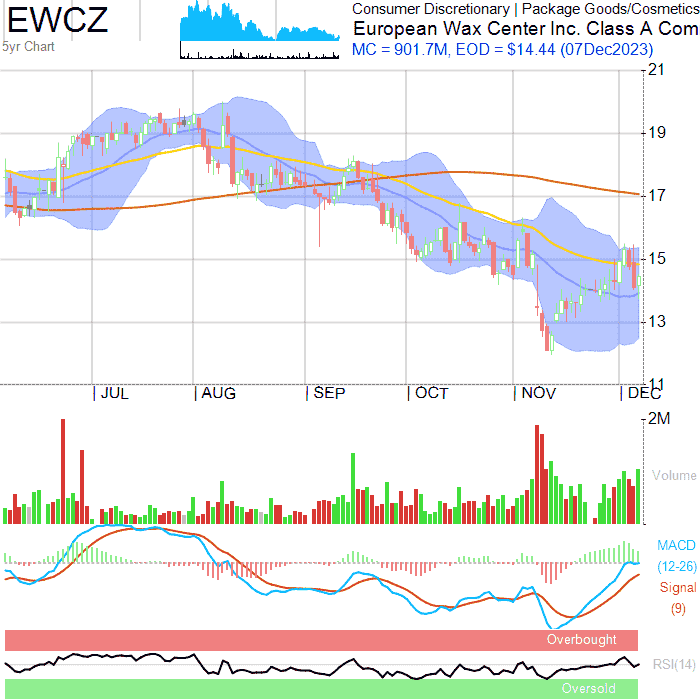 EWCZ
5yr Chart
Consumer Discretionary | Package Goods/Cosmetics
European Wax Center Inc. Class A Com
MC = 901.7M, EOD = $14.44 (07Dec2023)
21
19
17
15
13
11
JUL AUG SEP OCT NOV DEC
2M
Volume
MACD
(12-26)
Signal
(9)
Overbought
RSI(14)
Oversold